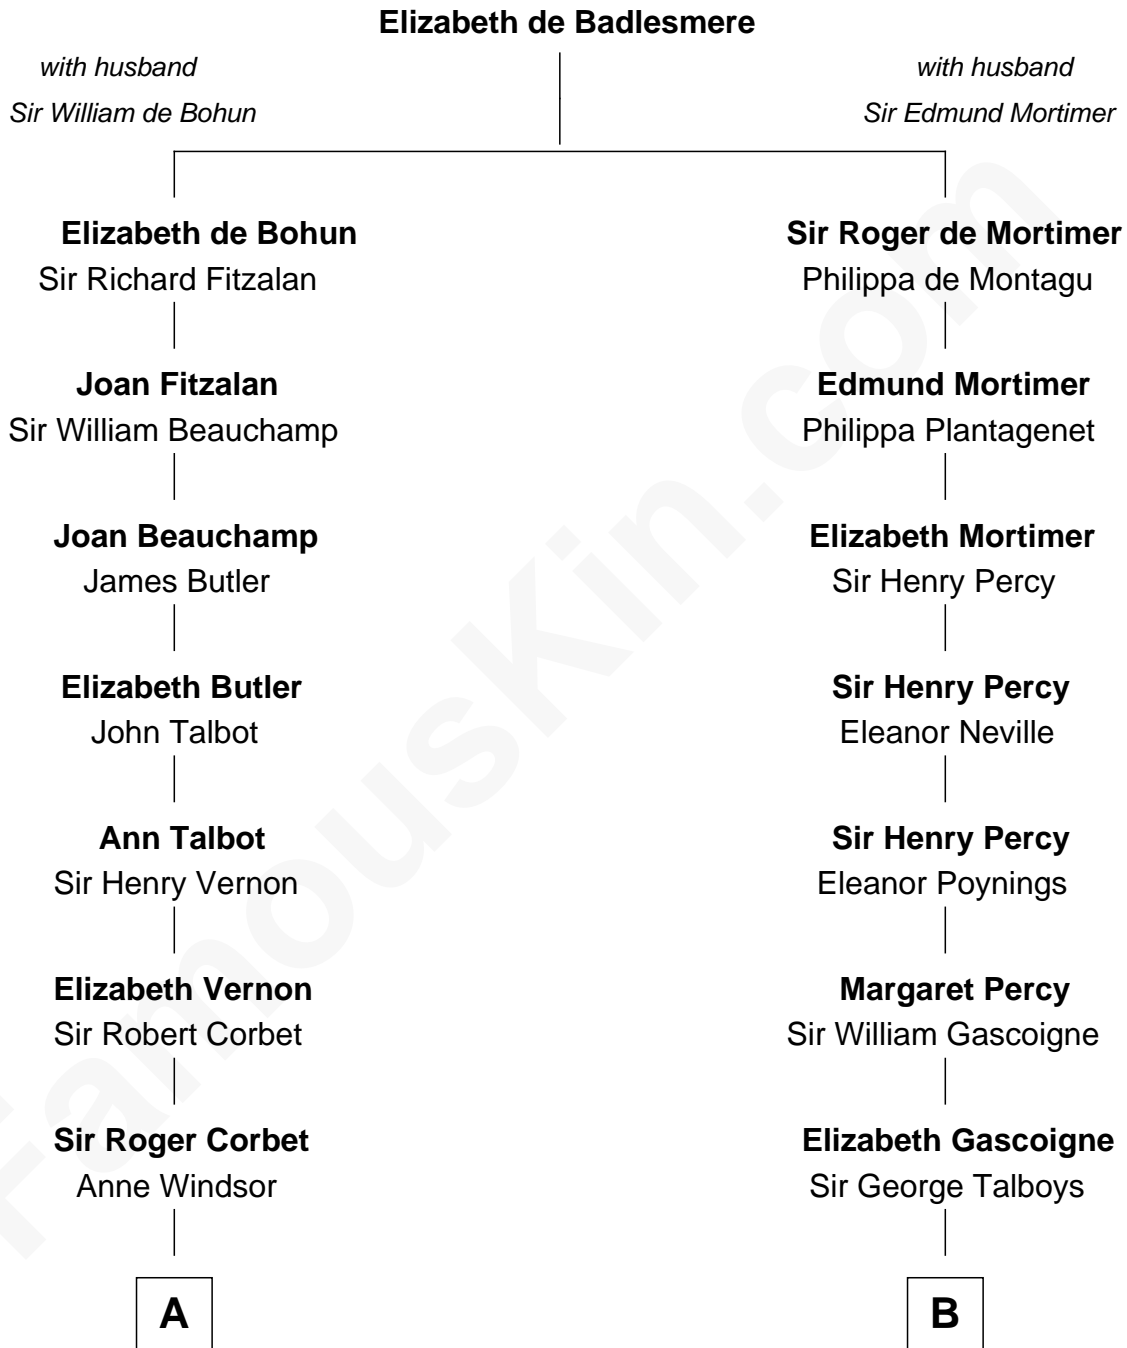 Elizabeth de Badlesmere
with husband
Sir William de Bohun
with husband
Sir Edmund Mortimer
Elizabeth de Bohun
Sir Richard Fitzalan
Sir Roger de Mortimer
Philippa de Montagu
Joan Fitzalan
Sir William Beauchamp
Edmund Mortimer
Philippa Plantagenet
Joan Beauchamp
James Butler
Elizabeth Mortimer
Sir Henry Percy
Elizabeth Butler
John Talbot
Sir Henry Percy
Eleanor Neville
Ann Talbot
Sir Henry Vernon
Sir Henry Percy
Eleanor Poynings
Elizabeth Vernon
Sir Robert Corbet
Margaret Percy
Sir William Gascoigne
Sir Roger Corbet
Anne Windsor
Elizabeth Gascoigne
Sir George Talboys
A
B
FamousKin.com